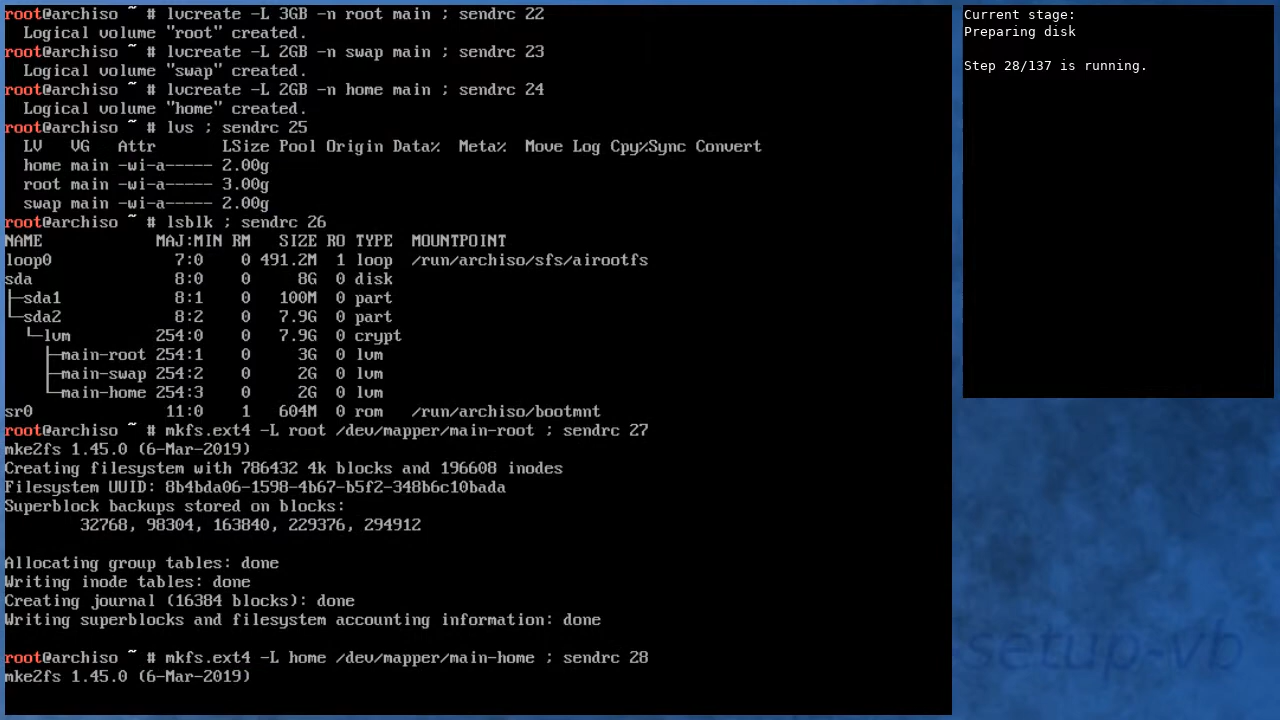 root@archiso ~ # lvcreate -L 3GB -n root main ; sendrc 22
  Logical volume "root" created.
root@archiso ~ # lvcreate -L 2GB -n swap main ; sendrc 23
  Logical volume "swap" created.
root@archiso ~ # lvcreate -L 2GB -n home main ; sendrc 24
  Logical volume "home" created.
root@archiso ~ # lvs ; sendrc 25
  LV   VG   Attr       LSize Pool Origin Data%  Meta%  Move Log Cpy%Sync Convert
  home main -wi-a----- 2.00g
  root main -wi-a----- 3.00g
  swap main -wi-a----- 2.00g
root@archiso ~ # lsblk ; sendrc 26
NAME            MAJ:MIN RM   SIZE RO TYPE  MOUNTPOINT
loop0             7:0    0 491.2M  1 loop  /run/archiso/sfs/airootfs
sda               8:0    0     8G  0 disk
├─sda1            8:1    0   100M  0 part
└─sda2            8:2    0   7.9G  0 part
  └─lvm         254:0    0   7.9G  0 crypt
    ├─main-root 254:1    0     3G  0 lvm
    ├─main-swap 254:2    0     2G  0 lvm
    └─main-home 254:3    0     2G  0 lvm
sr0              11:0    1   604M  0 rom   /run/archiso/bootmnt
root@archiso ~ # mkfs.ext4 -L root /dev/mapper/main-root ; sendrc 27
mke2fs 1.45.0 (6-Mar-2019)
Creating filesystem with 786432 4k blocks and 196608 inodes
Filesystem UUID: 8b4bda06-1598-4b67-b5f2-348b6c10bada
Superblock backups stored on blocks:
        32768, 98304, 163840, 229376, 294912

Allocating group tables: done
Writing inode tables: done
Creating journal (16384 blocks): done
Writing superblocks and filesystem accounting information: done

root@archiso ~ # mkfs.ext4 -L home /dev/mapper/main-home ; sendrc 28
mke2fs 1.45.0 (6-Mar-2019)
Current stage:
Preparing disk

Step 28/137 is running.
setup-vb